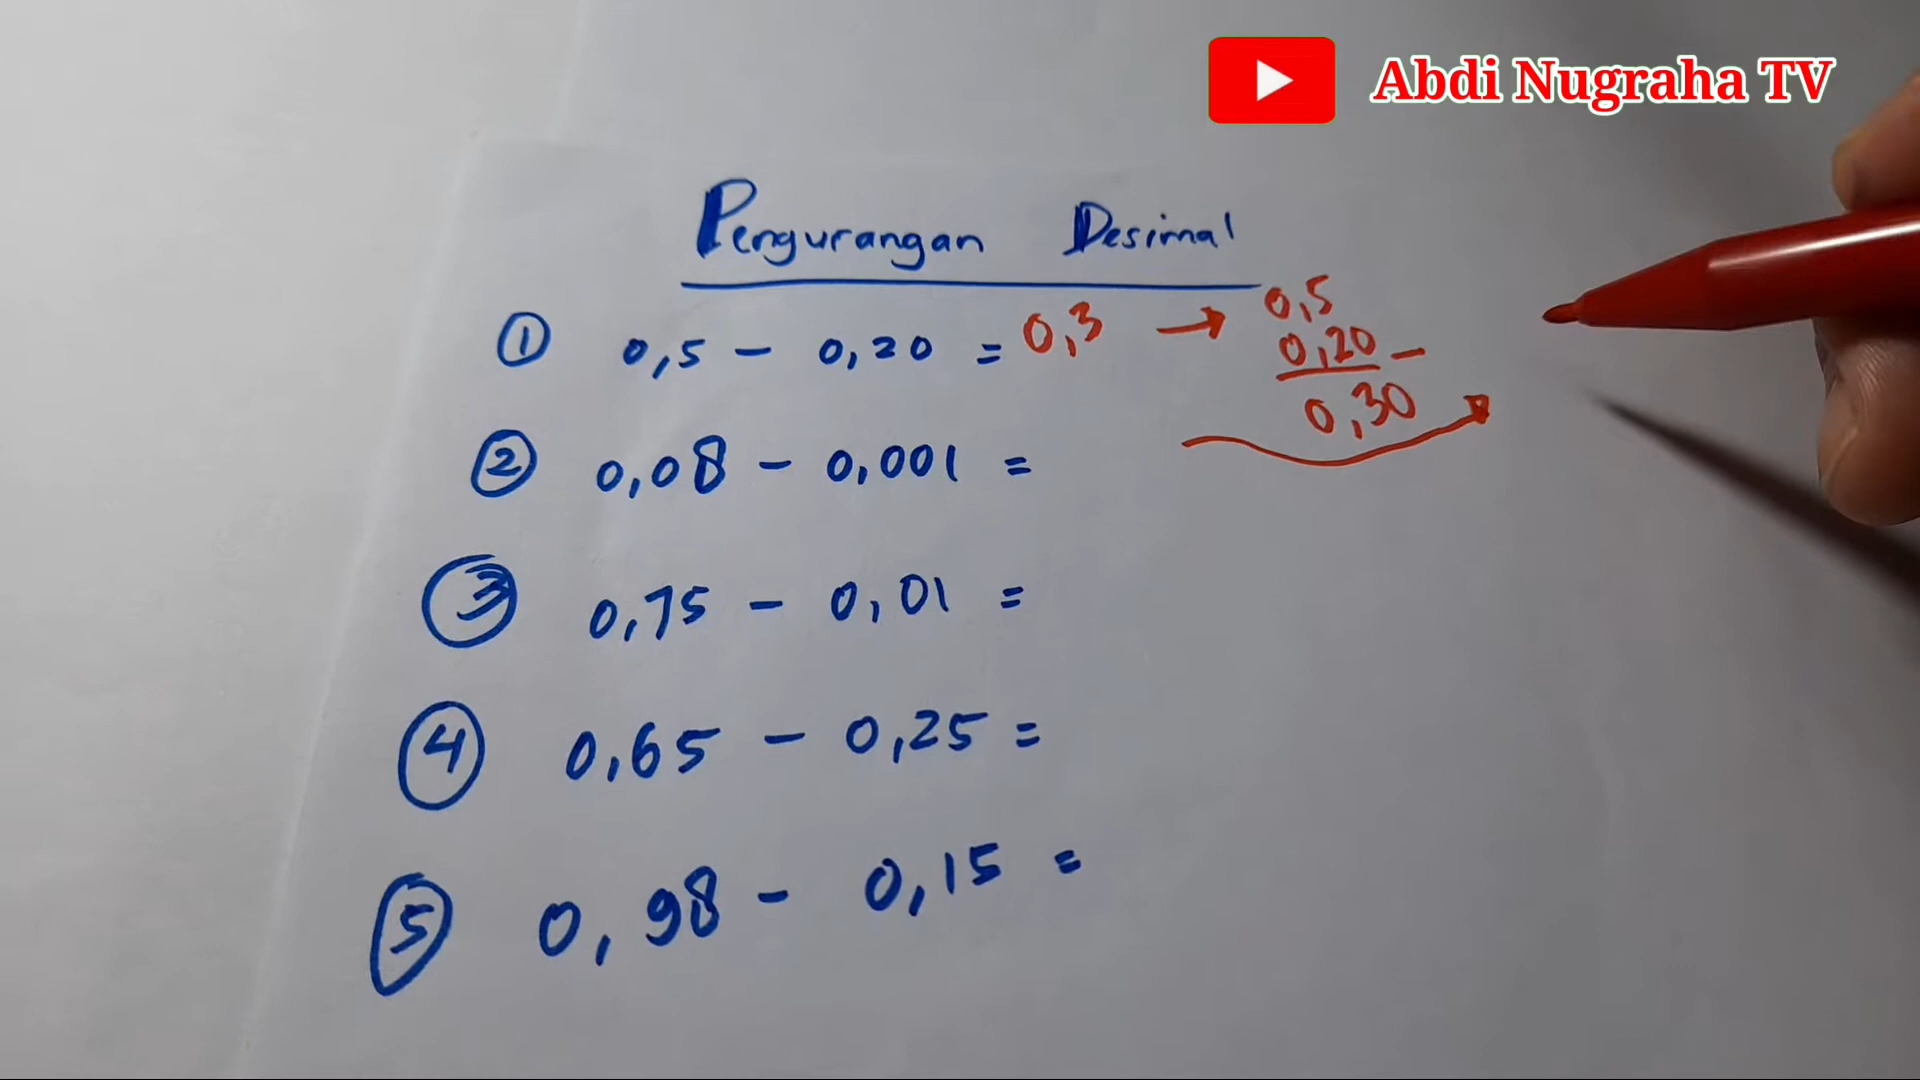 Abdi Nugraha TV
Pengurangan Desimal
① 0,5 - 0,20 = 0,3 → 0,5
0,20 -
0,30
② 0,08 - 0,001 =
③ 0,75 - 0,01 =
④ 0,65 - 0,25 =
⑤ 0,98 - 0,15 =